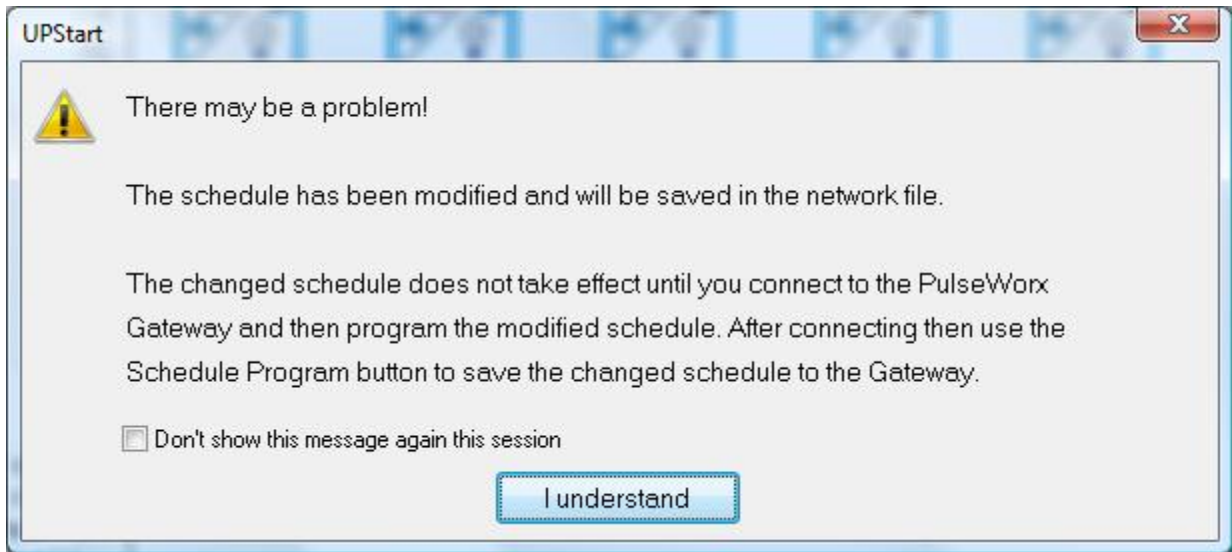 UPStart
There may be a problem!
The schedule has been modified and will be saved in the network file.
The changed schedule does not take effect until you connect to the PulseWorx
Gateway and then program the modified schedule. After connecting then use the
Schedule Program button to save the changed schedule to the Gateway.
Don't show this message again this session
I understand